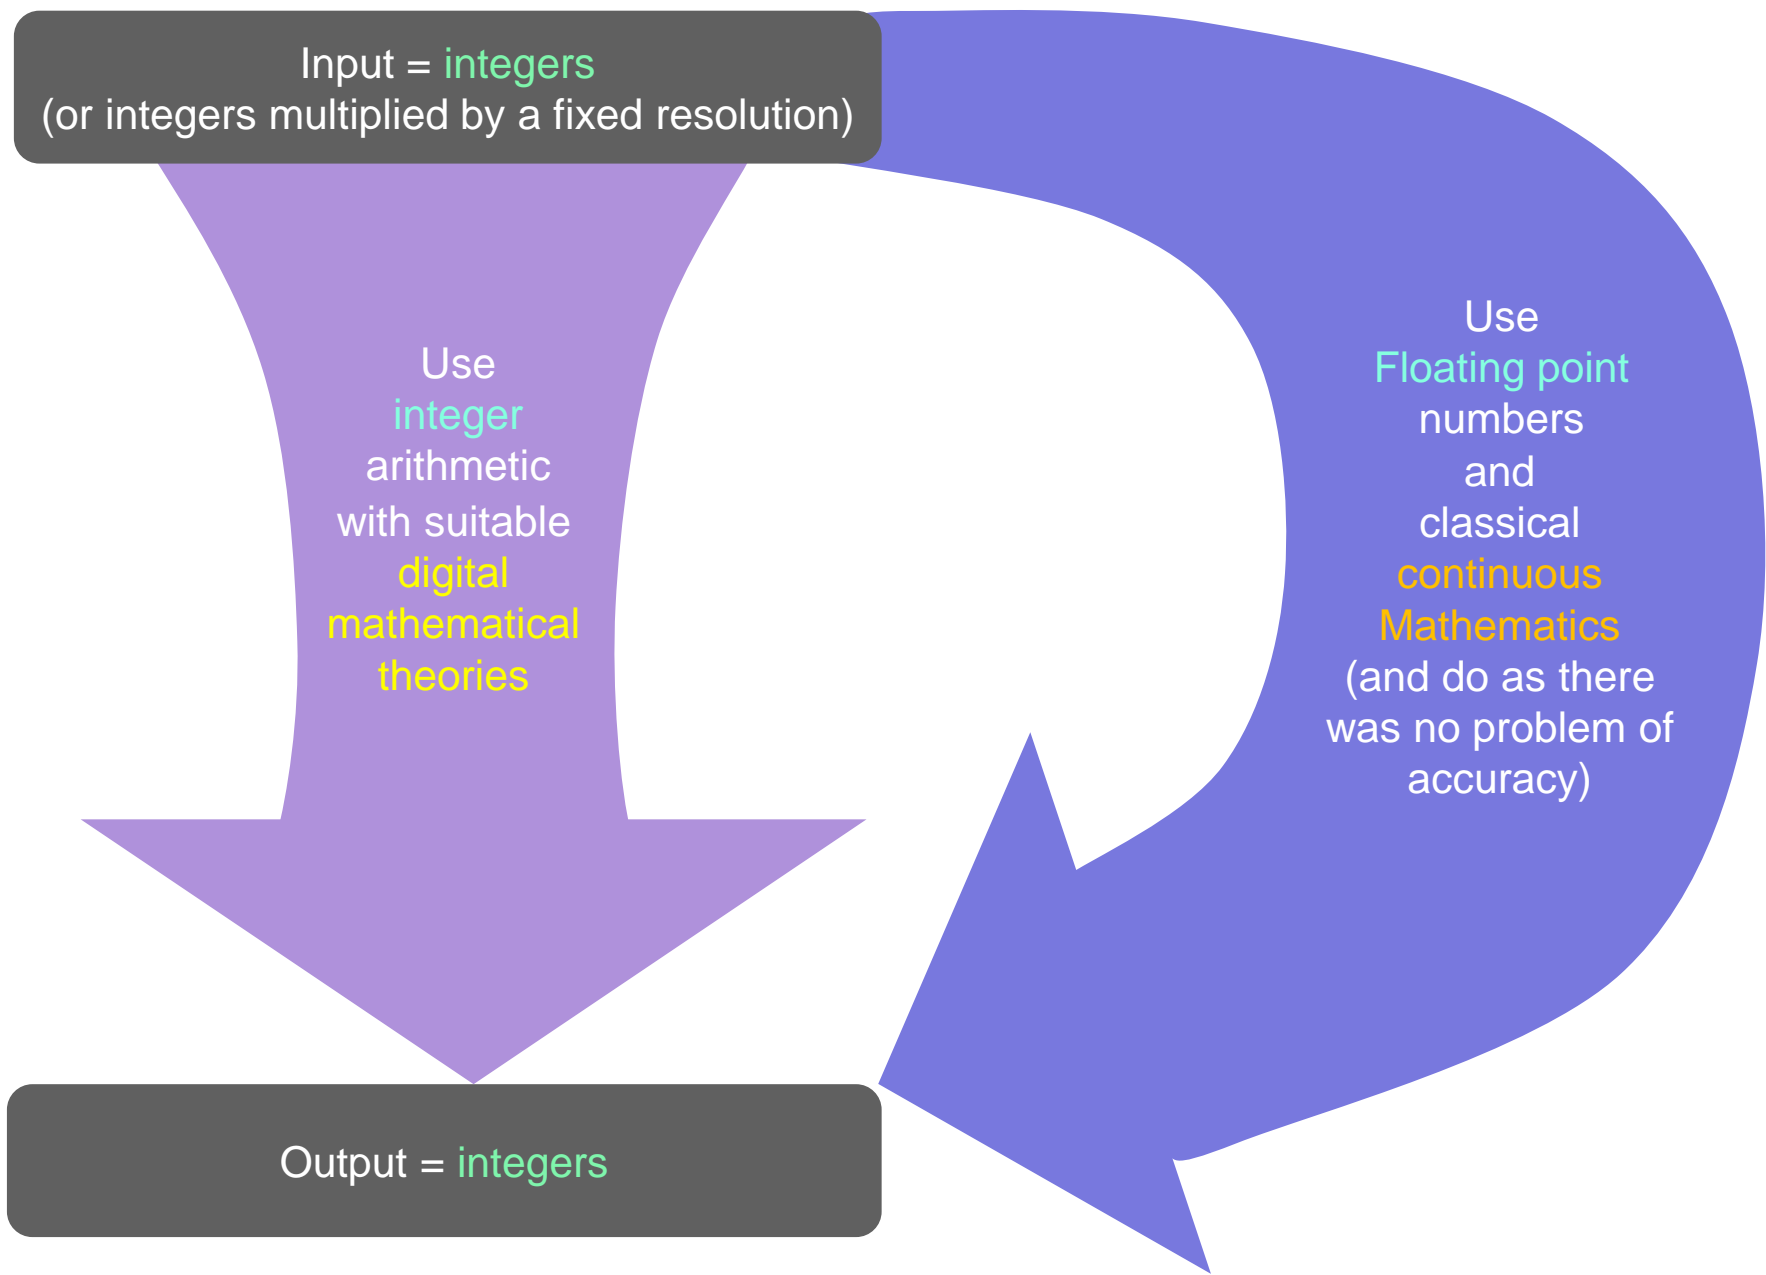 Input = integers
(or integers multiplied by a fixed resolution)
Use
integer
arithmetic
with suitable
digital
mathematical
theories
Use
Floating point
numbers
and
classical
continuous
Mathematics
(and do as there
was no problem of
accuracy)
Output = integers